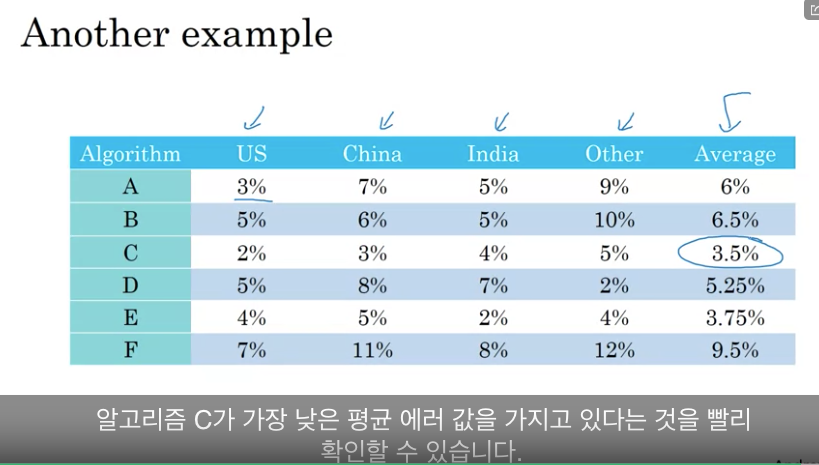 Another example
Algorithm US China India Other Average
A 3% 7% 5% 9% 6%
B 5% 6% 5% 10% 6.5%
C 2% 3% 4% 5% 3.5%
D 5% 8% 7% 2% 5.25%
E 4% 5% 2% 4% 3.75%
F 7% 11% 8% 12% 9.5%
알고리즘 C가 가장 낮은 평균 에러 값을 가지고 있다는 것을 빨리
확인할 수 있습니다.